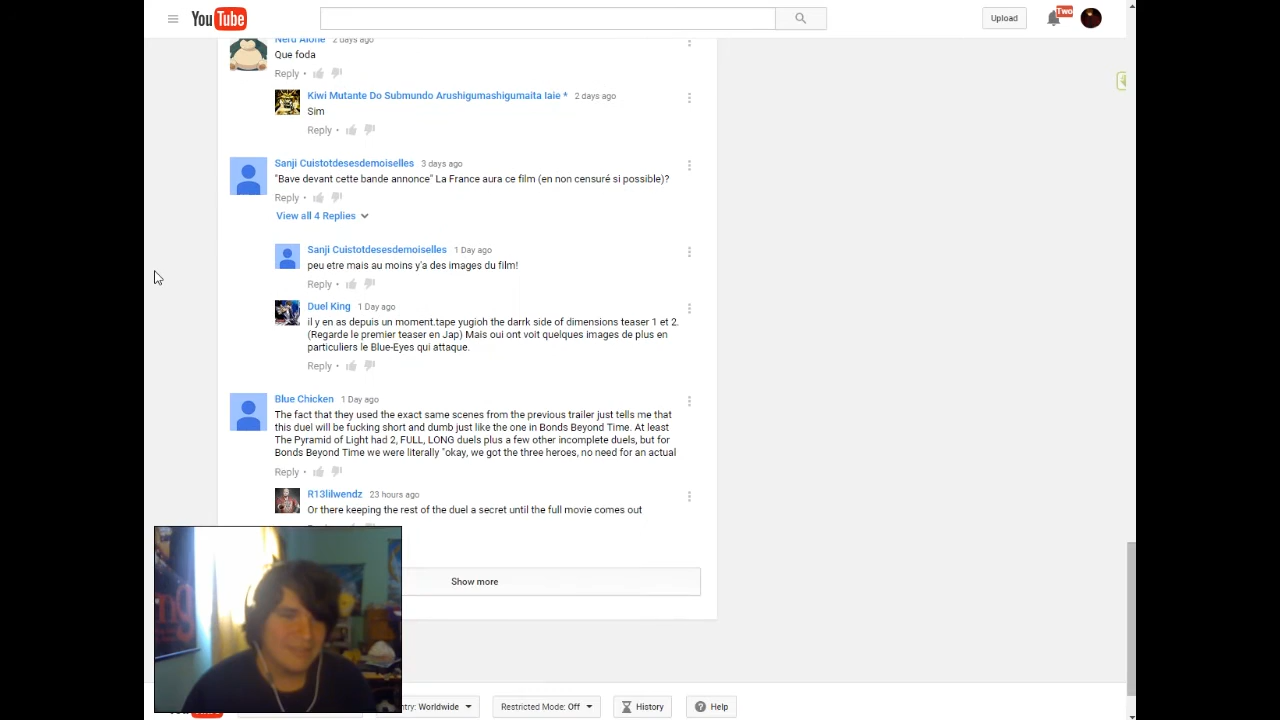 YouTube
Upload
Two
Nerd Alone 2 days ago
Que foda
Reply •
Kiwi Mutante Do Submundo Arushigumashigumaita Iaie * 2 days ago
Sim
Reply •
Sanji Cuistotdesesdemoiselles 3 days ago
"Bave devant cette bande annonce" La France aura ce film (en non censuré si possible)?
Reply •
View all 4 Replies
Sanji Cuistotdesesdemoiselles 1 Day ago
peu etre mais au moins y'a des images du film!
Reply •
Duel King 1 Day ago
il y en as depuis un moment.tape yugioh the darrk side of dimensions teaser 1 et 2.
(Regarde le premier teaser en Jap) Mais oui ont voit quelques images de plus en
particuliers le Blue-Eyes qui attaque.
Reply •
Blue Chicken 1 Day ago
The fact that they used the exact same scenes from the previous trailer just tells me that
this duel will be fucking short and dumb just like the one in Bonds Beyond Time. At least
The Pyramid of Light had 2, FULL, LONG duels plus a few other incomplete duels, but for
Bonds Beyond Time we were literally "okay, we got the three heroes, no need for an actual
Reply •
R13lilwendz 23 hours ago
Or there keeping the rest of the duel a secret until the full movie comes out
Show more
ntry: Worldwide
Restricted Mode: Off
History
Help